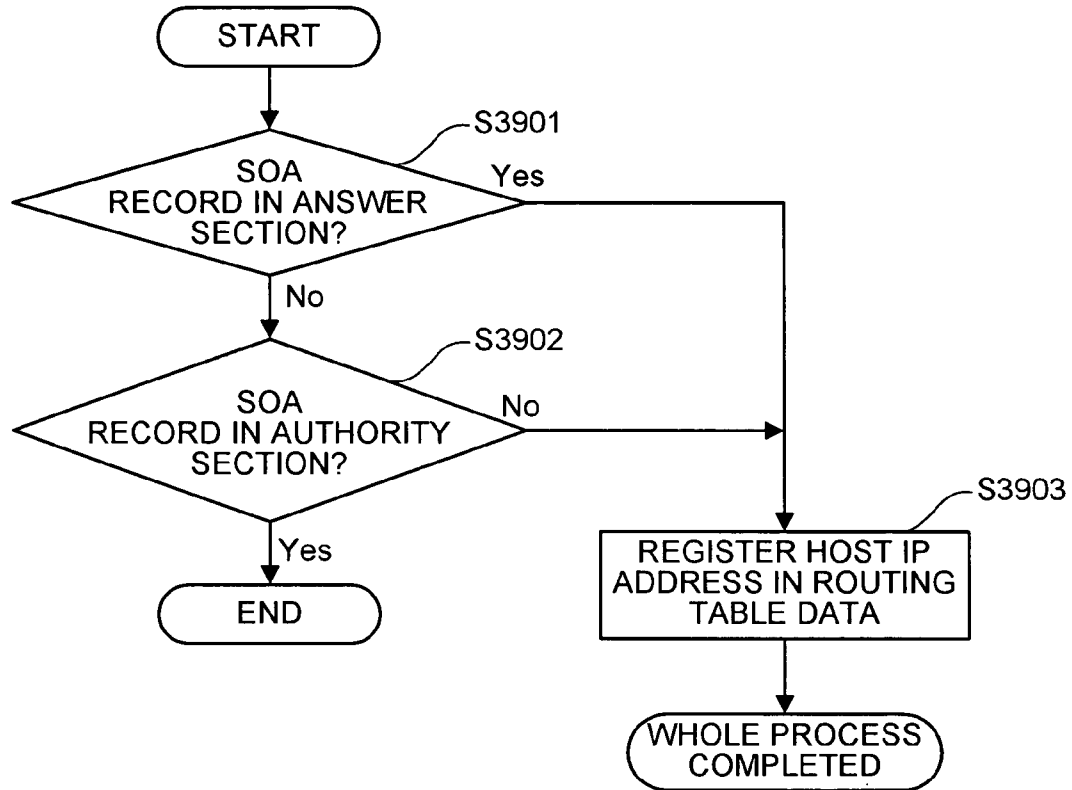 START
S3901
SOA
RECORD IN ANSWER
SECTION?
Yes
No
S3902
SOA
RECORD IN AUTHORITY
SECTION?
No
Yes
END
S3903
REGISTER HOST IP
ADDRESS IN ROUTING
TABLE DATA
WHOLE PROCESS
COMPLETED